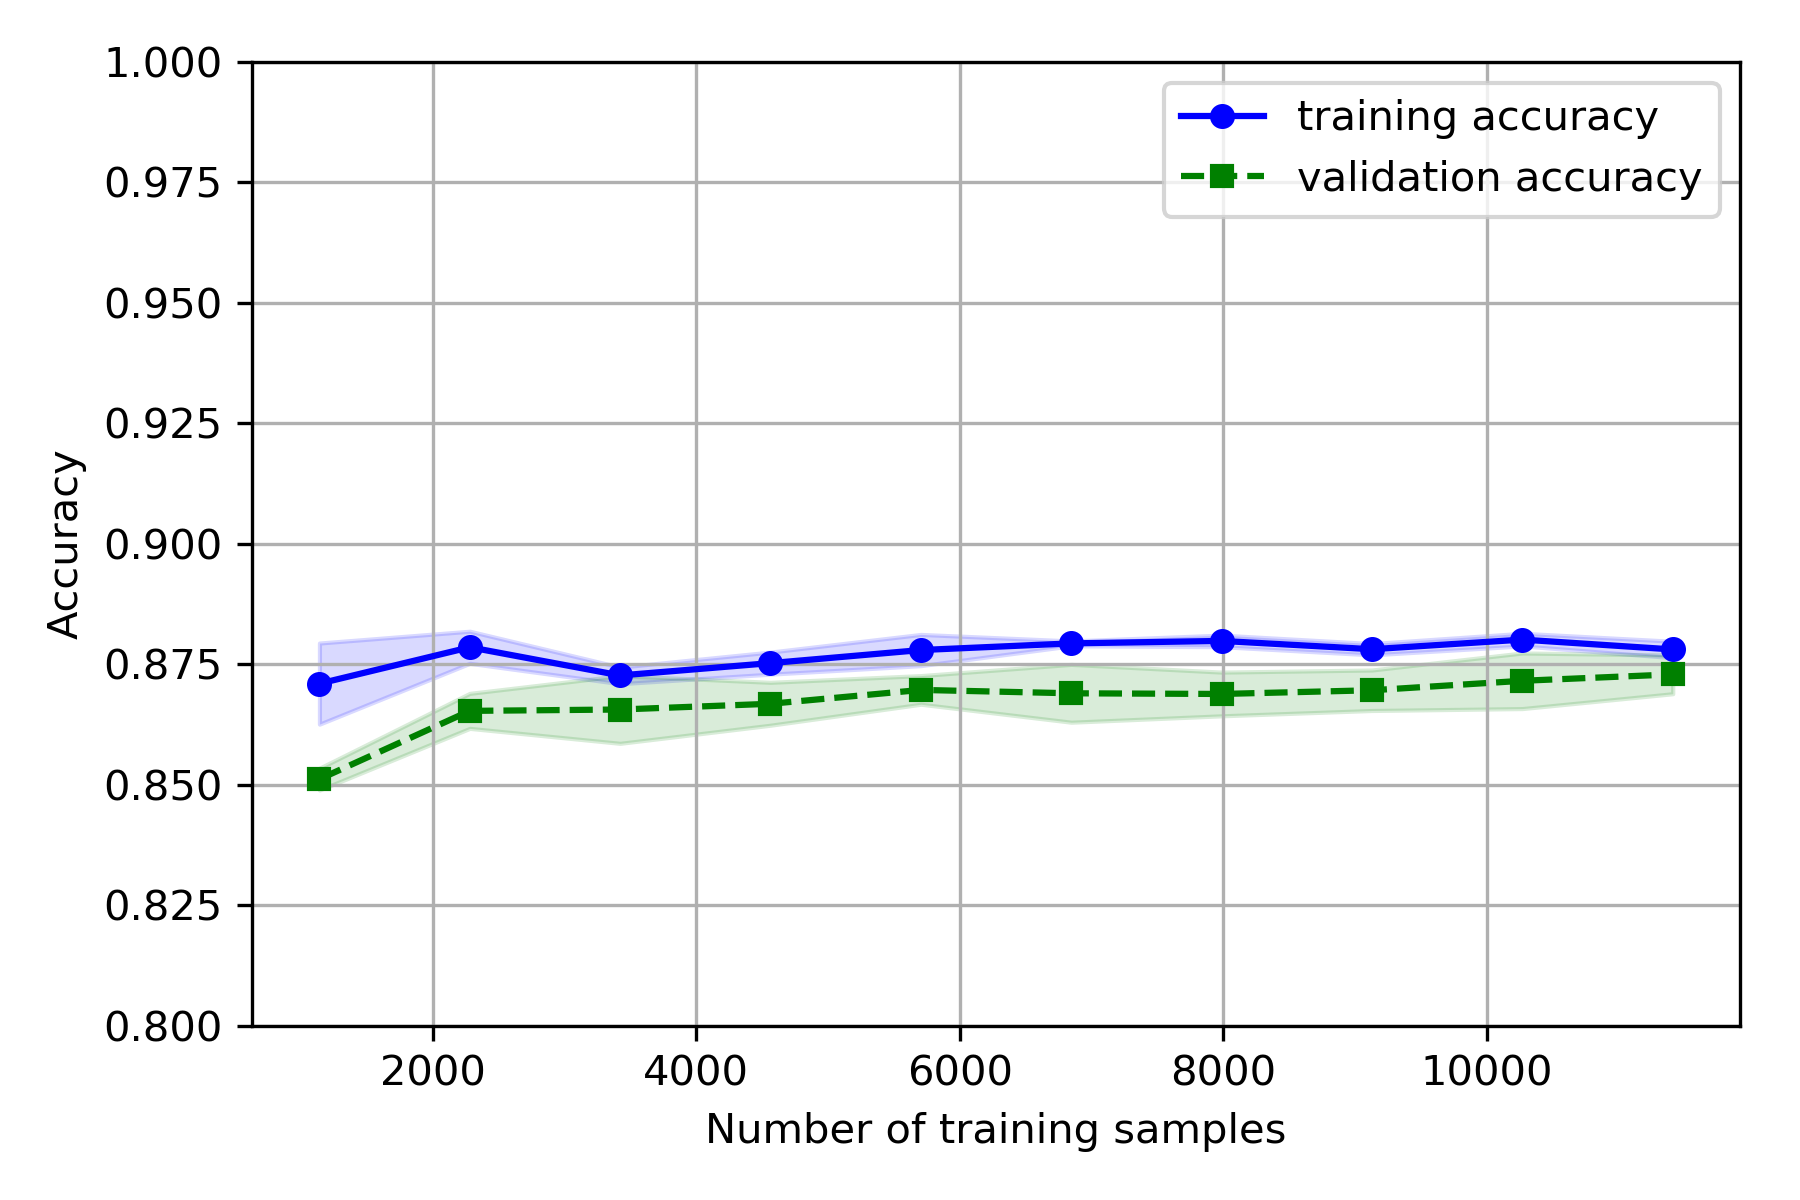 1.000
0.975
0.950
0.925
0.900
0.875
0.850
0.825
0.800
Accuracy
training accuracy
validation accuracy
2000 4000 6000 8000 10000
Number of training samples